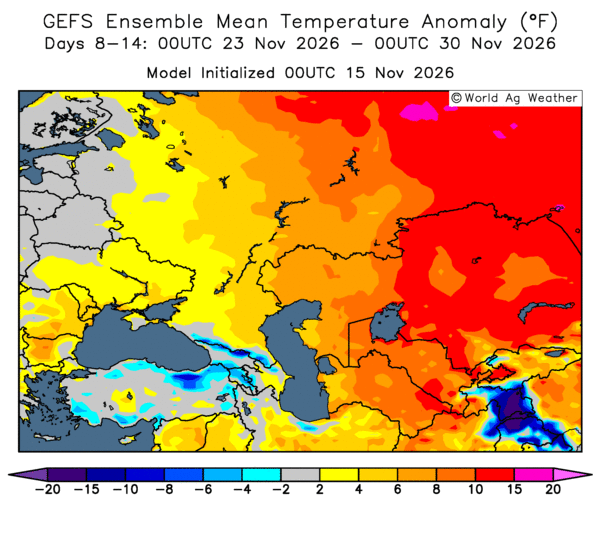 GEFS Ensemble Mean Temperature Anomaly (°F)
Days 8-14: 00UTC 23 Nov 2026 - 00UTC 30 Nov 2026
Model Initialized 00UTC 15 Nov 2026
©World Ag Weather
-20 -15 -10 -8 -6 -4 -2 2 4 6 8 10 15 20